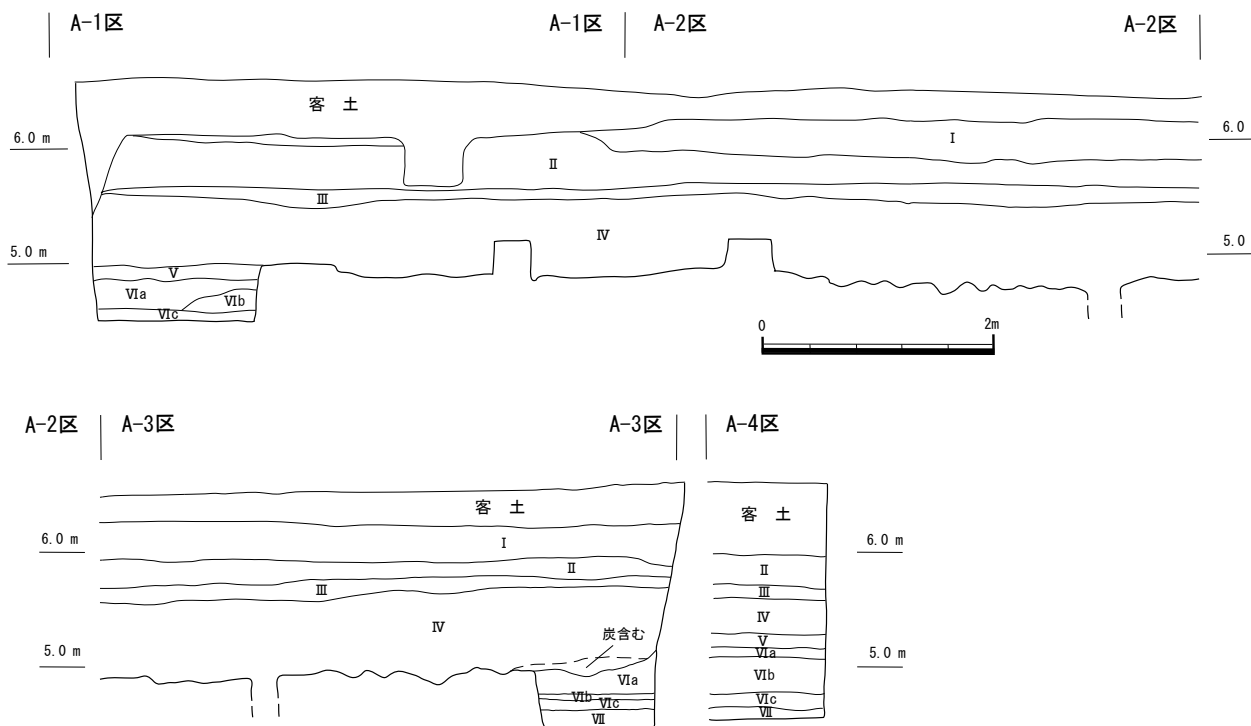 A-1区 A-1区 A-2区 A-2区
客 土
6.0 m 6.0
Ⅰ
Ⅱ
Ⅲ
Ⅳ
5.0 m 5.0
Ⅴ
Ⅵa Ⅵb
Ⅵc
0 2m
A-2区 A-3区 A-3区 A-4区
客 土 客 土
6.0 m Ⅰ 6.0 m
Ⅱ Ⅱ
Ⅲ Ⅲ
Ⅳ Ⅳ
炭含む Ⅴ
5.0 m Ⅵa 5.0 m
Ⅵa Ⅵb
Ⅵb Ⅵc Ⅵc
Ⅶ Ⅶ